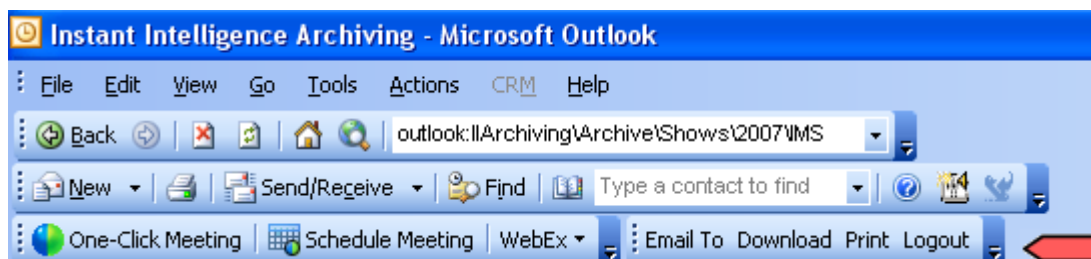 Instant Intelligence Archiving - Microsoft Outlook
File Edit View Go Tools Actions CRM Help
Back outlook:IIArchiving\Archive\Shows\2007\IMS
New Send/Receive Find Type a contact to find
One-Click Meeting Schedule Meeting WebEx Email To Download Print Logout